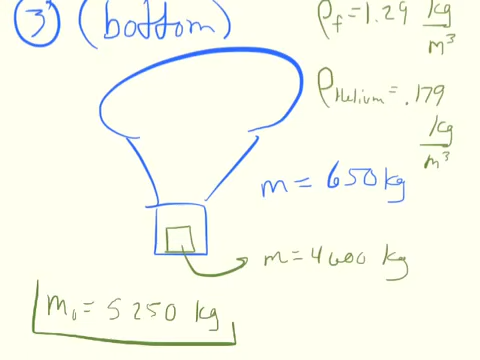 3 (bottom)
ρf = 1.29 kg/m³
ρHelium = .179 kg/m³
m = 650 kg
m = 4600 kg
m₀ = 5250 kg